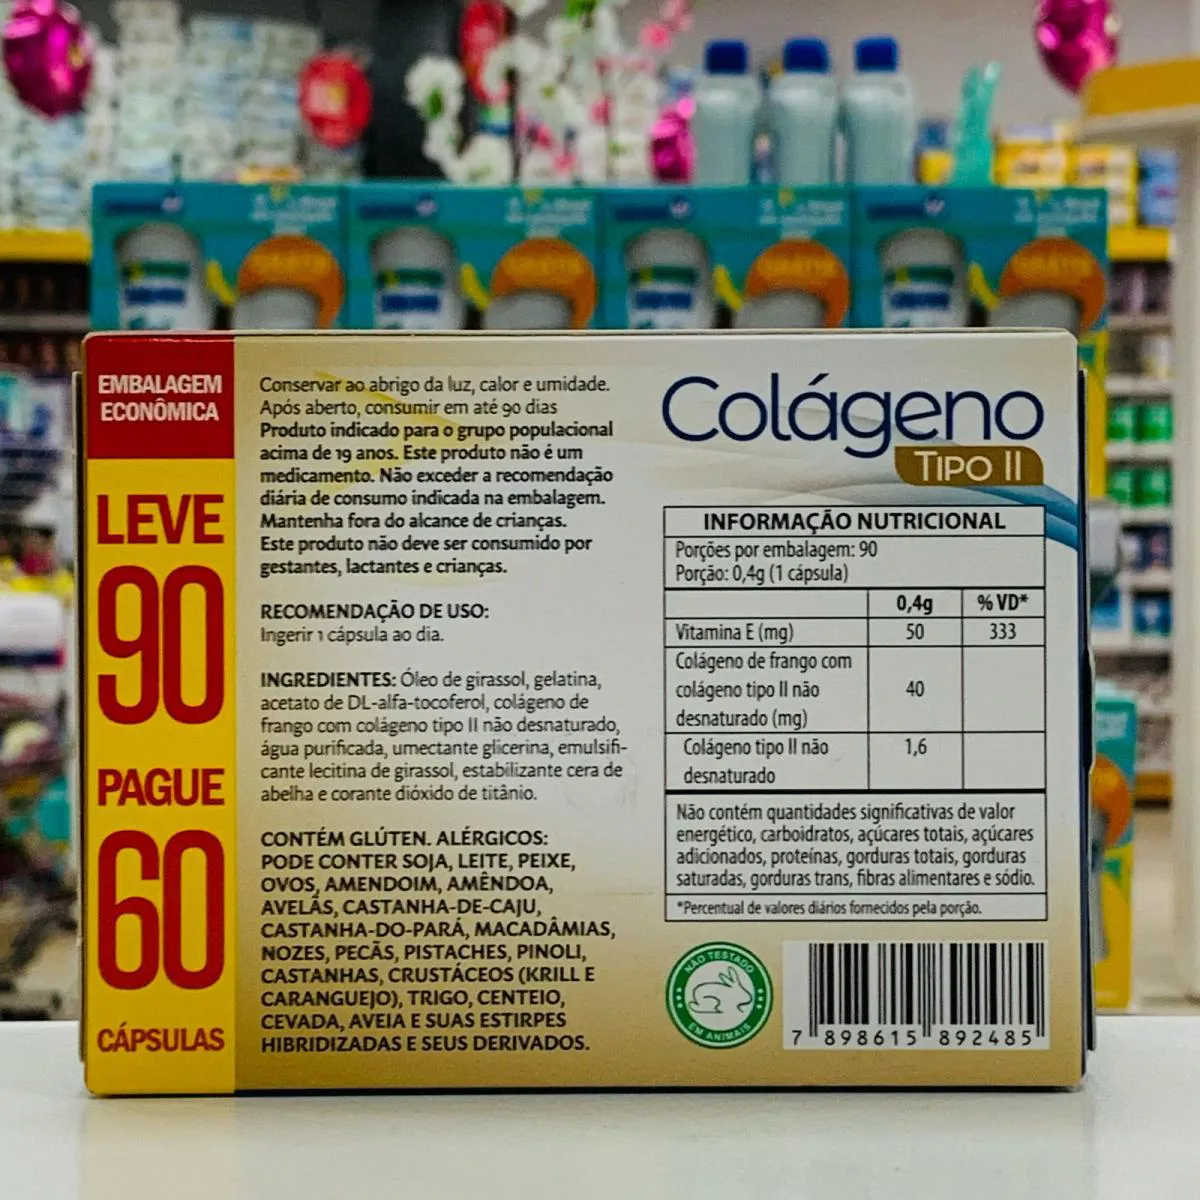 EMBALAGEM
ECONÔMICA
LEVE
90
PAGUE
60
CÁPSULAS
Conservar ao abrigo da luz, calor e umidade.
Após aberto, consumir em até 90 dias
Produto indicado para o grupo populacional
acima de 19 anos. Este produto não é um
medicamento. Não exceder a recomendação
diária de consumo indicada na embalagem.
Mantenha fora do alcance de crianças.
Este produto não deve ser consumido por
gestantes, lactantes e crianças.
RECOMENDAÇÃO DE USO:
Ingerir 1 cápsula ao dia.
INGREDIENTES: Óleo de girassol, gelatina,
acetato de DL-alfa-tocoferol, colágeno de
frango com colágeno tipo II não desnaturado,
água purificada, umectante glicerina, emulsifi-
cante lecitina de girassol, estabilizante cera de
abelha e corante dióxido de titânio.
CONTÉM GLÚTEN. ALÉRGICOS:
PODE CONTER SOJA, LEITE, PEIXE,
OVOS, AMENDOIM, AMÊNDOA,
AVELÃS, CASTANHA-DE-CAJU,
CASTANHA-DO-PARÁ, MACADÂMIAS,
NOZES, PECÃS, PISTACHES, PINOLI,
CASTANHAS, CRUSTÁCEOS (KRILL E
CARANGUEJO), TRIGO, CENTEIO,
CEVADA, AVEIA E SUAS ESTIRPES
HIBRIDIZADAS E SEUS DERIVADOS.
Colágeno
TIPO II
INFORMAÇÃO NUTRICIONAL
Porções por embalagem: 90
Porção: 0,4g (1 cápsula)
0,4g % VD*
Vitamina E (mg) 50 333
Colágeno de frango com
colágeno tipo II não 40
desnaturado (mg)
Colágeno tipo II não 1,6
desnaturado
Não contém quantidades significativas de valor
energético, carboidratos, açúcares totais, açúcares
adicionados, proteínas, gorduras totais, gorduras
saturadas, gorduras trans, fibras alimentares e sódio.
*Percentual de valores diários fornecidos pela porção.
NÃO TESTADO
EM ANIMAIS
7 898615 892485